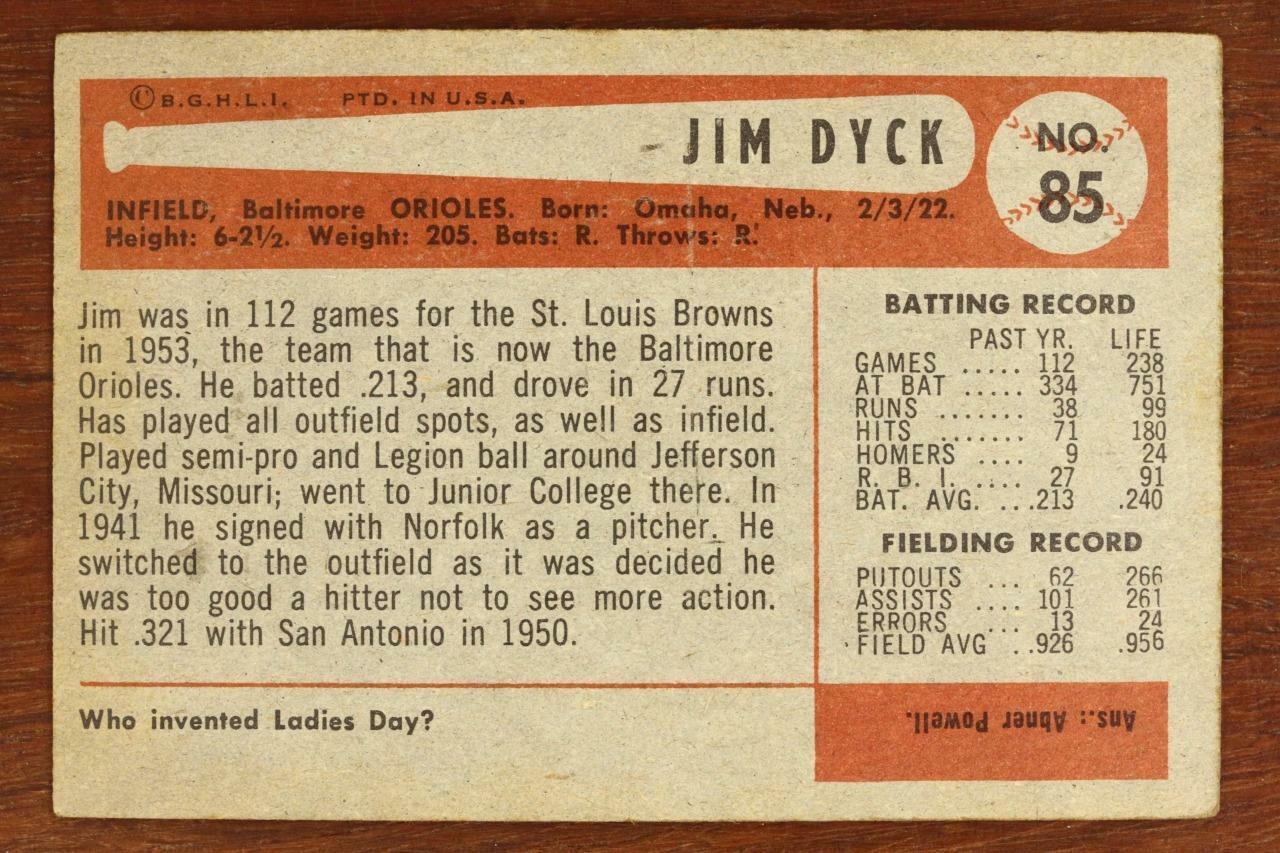 © B.G.H.L.I. PTD. IN U.S.A.
JIM DYCK
NO.
85
INFIELD, Baltimore ORIOLES. Born: Omaha, Neb., 2/3/22.
Height: 6-2½. Weight: 205. Bats: R. Throws: R.
Jim was in 112 games for the St. Louis Browns
in 1953, the team that is now the Baltimore
Orioles. He batted .213, and drove in 27 runs.
Has played all outfield spots, as well as infield.
Played semi-pro and Legion ball around Jefferson
City, Missouri; went to Junior College there. In
1941 he signed with Norfolk as a pitcher. He
switched to the outfield as it was decided he
was too good a hitter not to see more action.
Hit .321 with San Antonio in 1950.
BATTING RECORD
PAST YR. LIFE
GAMES ..... 112 238
AT BAT ..... 334 751
RUNS ....... 38 99
HITS ....... 71 180
HOMERS .... 9 24
R. B. I. .... 27 91
BAT. AVG. ...213 .240
FIELDING RECORD
PUTOUTS ... 62 266
ASSISTS .... 101 261
ERRORS ... 13 24
FIELD AVG ..926 .956
Who invented Ladies Day?
Ans.: Abner Powell.